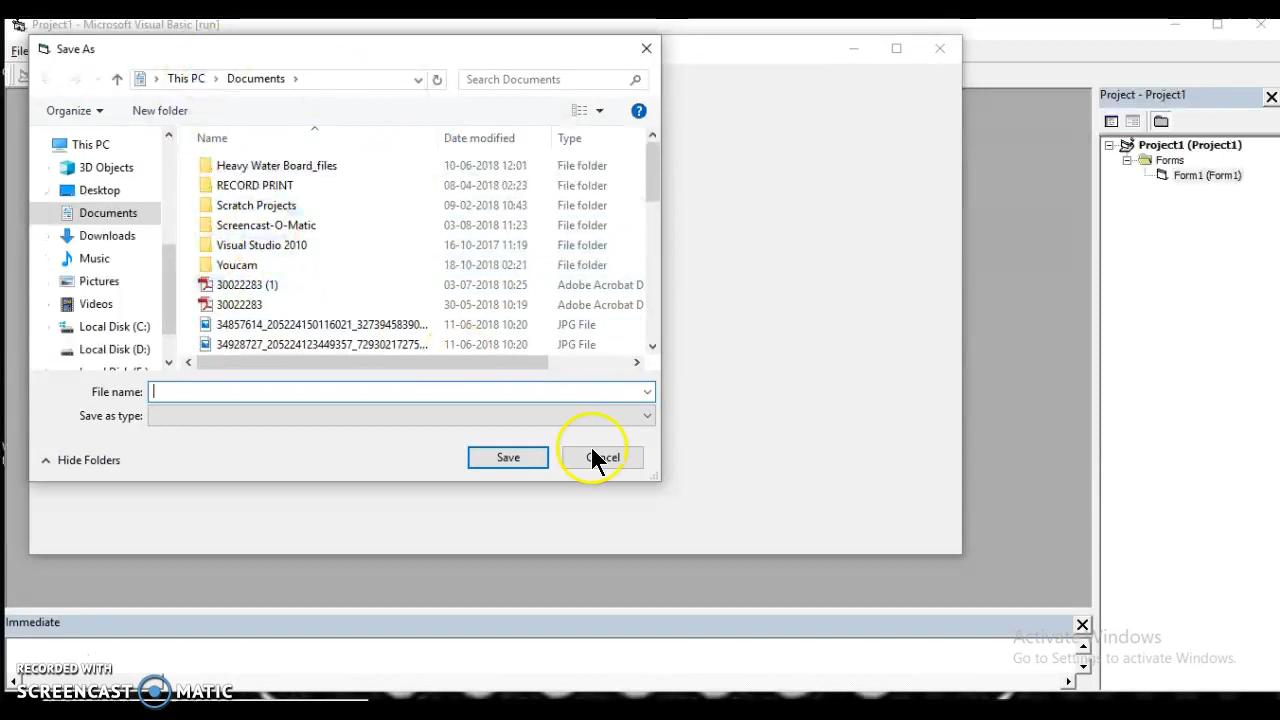 Project1 - Microsoft Visual Basic [run]
File
Save As
This PC
Documents
Search Documents
Organize
New folder
Name
Date modified
Type
This PC
3D Objects
Desktop
Documents
Downloads
Music
Pictures
Videos
Local Disk (C:)
Local Disk (D:)
Heavy Water Board_files 10-06-2018 12:01 File folder
RECORD PRINT 08-04-2018 02:23 File folder
Scratch Projects 09-02-2018 10:43 File folder
Screencast-O-Matic 03-08-2018 11:23 File folder
Visual Studio 2010 16-10-2017 11:19 File folder
Youcam 18-10-2018 02:21 File folder
30022283 (1) 03-07-2018 10:25 Adobe Acrobat D
30022283 30-05-2018 10:19 Adobe Acrobat D
34857614_205224150116021_32739458390... 11-06-2018 10:20 JPG File
34928727_205224123449357_72930217275... 11-06-2018 10:20 JPG File
File name:
Save as type:
Hide Folders
Save
Cancel
Project - Project1
Project1 (Project1)
Forms
Form1 (Form1)
Immediate
Activate Windows
Go to Settings to activate Windows.
RECORDED WITH
SCREENCAST MATIC